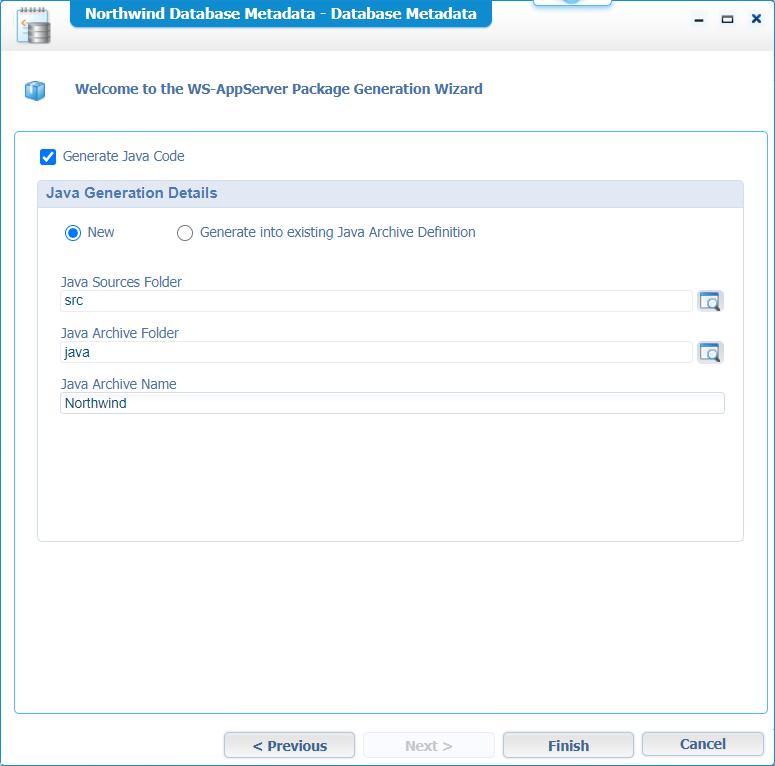 Northwind Database Metadata - Database Metadata
Welcome to the WS-AppServer Package Generation Wizard
Generate Java Code
Java Generation Details
New Generate into existing Java Archive Definition
Java Sources Folder
src
Java Archive Folder
java
Java Archive Name
Northwind
< Previous Next > Finish Cancel